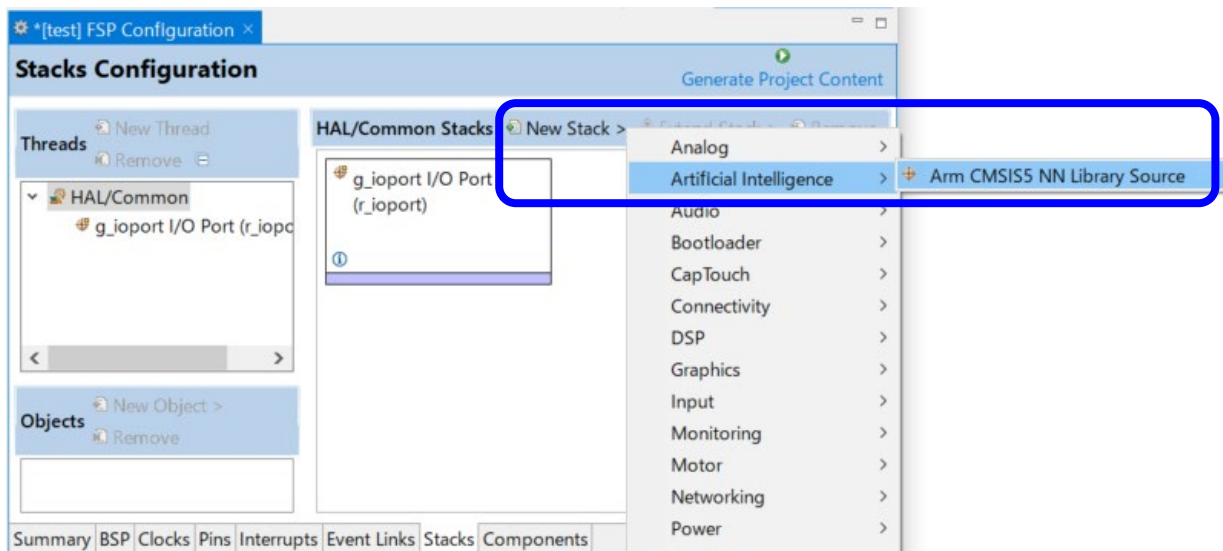 *[test] FSP Configuration ×
Stacks Configuration
Generate Project Content
Threads
New Thread
Remove
HAL/Common
g_ioport I/O Port (r_iopo
Objects
New Object >
Remove
HAL/Common Stacks
New Stack >
g_ioport I/O Port
(r_ioport)
Analog >
Artificial Intelligence >
Arm CMSIS5 NN Library Source
Audio >
Bootloader >
CapTouch >
Connectivity >
DSP >
Graphics >
Input >
Monitoring >
Motor >
Networking >
Power >
Summary BSP Clocks Pins Interrupts Event Links Stacks Components